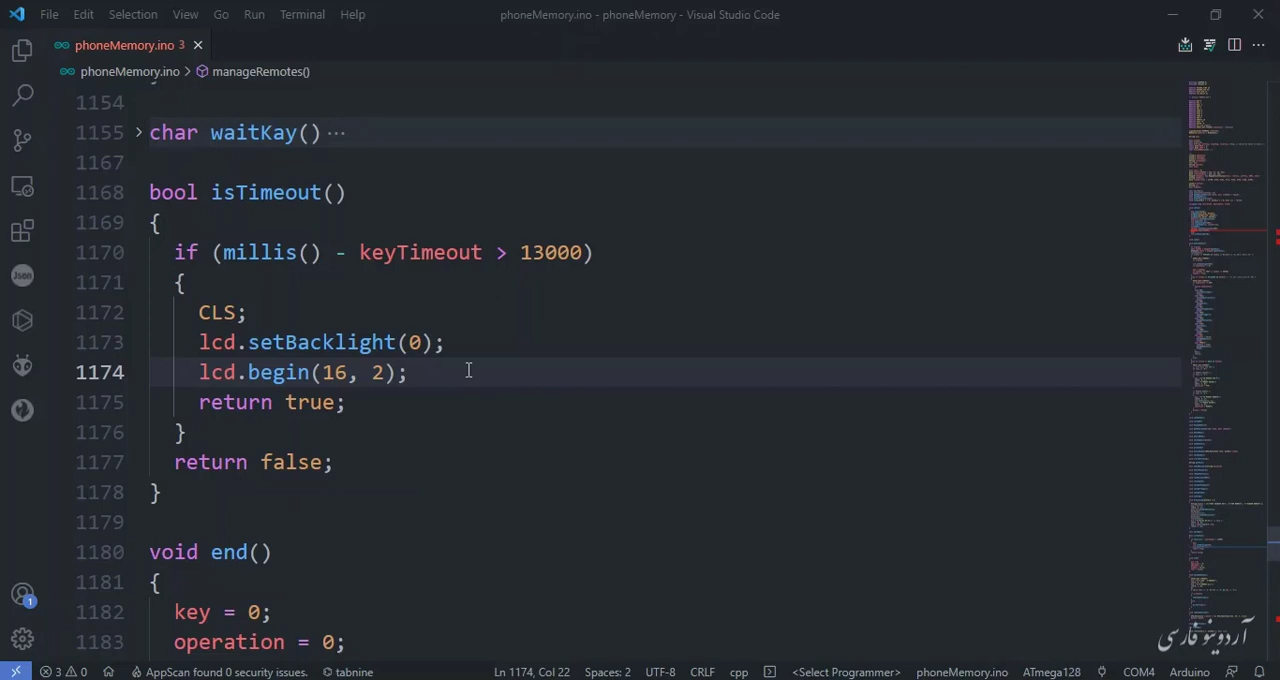 File Edit Selection View Go Run Terminal Help phoneMemory.ino - phoneMemory - Visual Studio Code
phoneMemory.ino 3
phoneMemory.ino > manageRemotes()
1154
1155 > char waitKay() ···
1167
1168 bool isTimeout()
1169 {
1170 if (millis() - keyTimeout > 13000)
1171 {
1172 CLS;
1173 lcd.setBacklight(0);
1174 lcd.begin(16, 2);
1175 return true;
1176 }
1177 return false;
1178 }
1179
1180 void end()
1181 {
1182 key = 0;
1183 operation = 0;
Json
1
آردوینو فارسی
3 0 AppScan found 0 security issues. tabnine Ln 1174, Col 22 Spaces: 2 UTF-8 CRLF cpp <Select Programmer> phoneMemory.ino ATmega128 COM4 Arduino